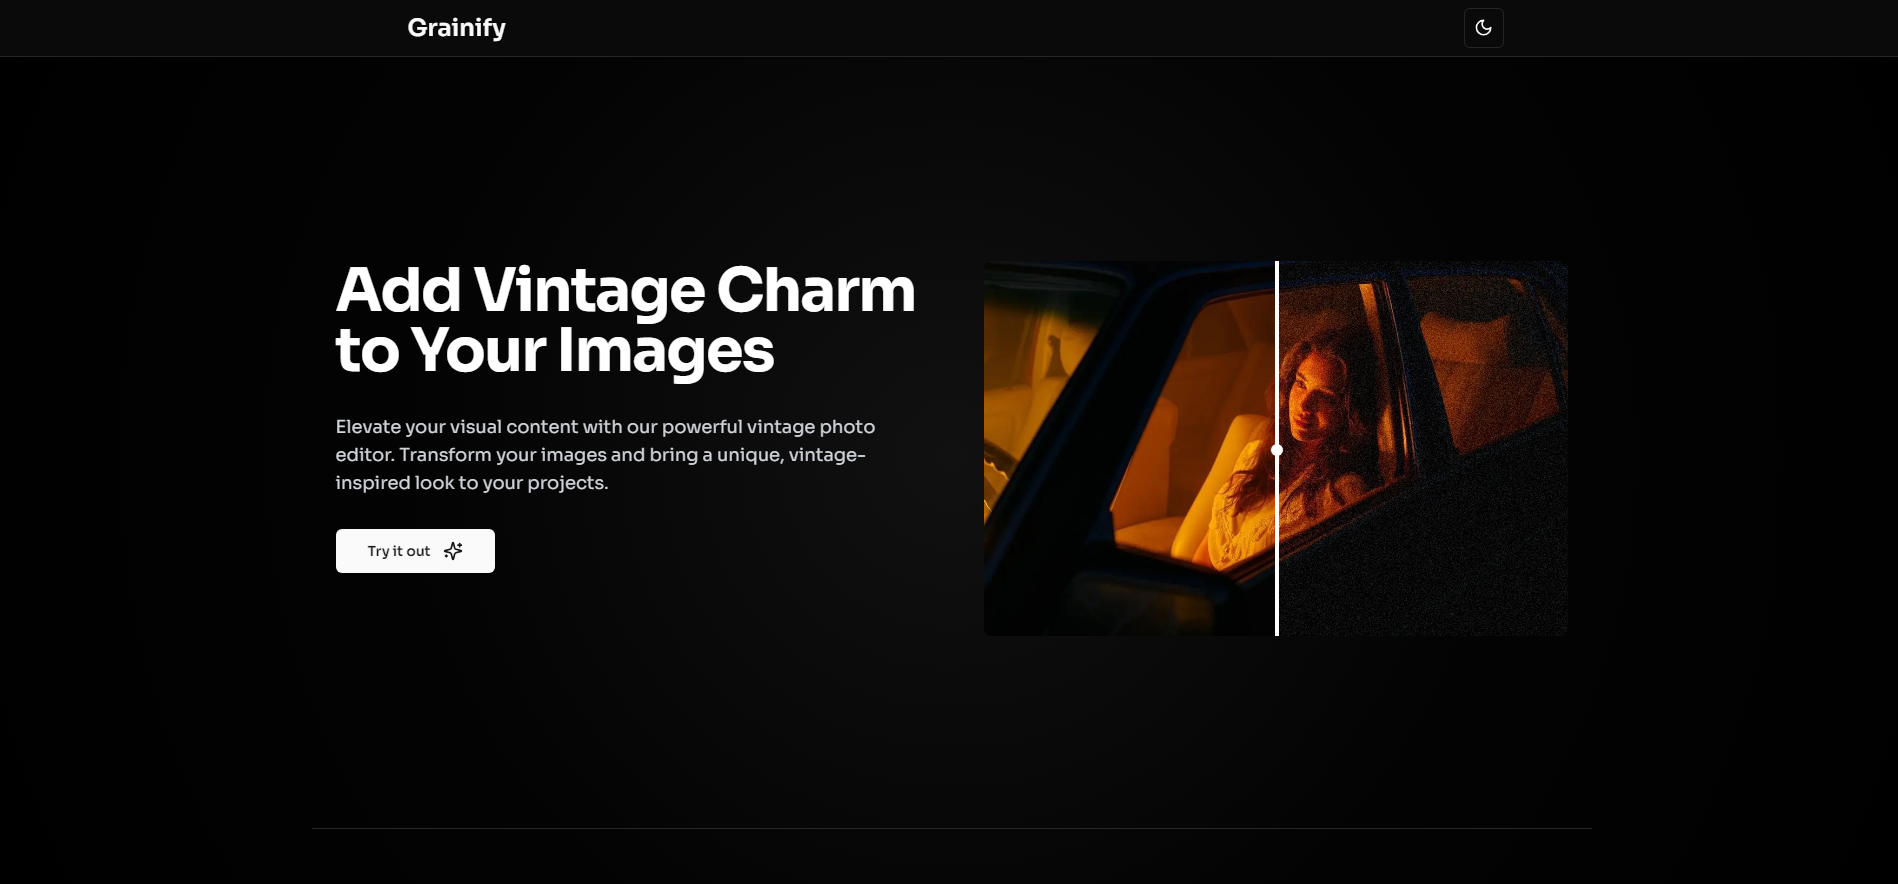 Grainify
Add Vintage Charm
to Your Images
Elevate your visual content with our powerful vintage photo
editor. Transform your images and bring a unique, vintage-
inspired look to your projects.
Try it out